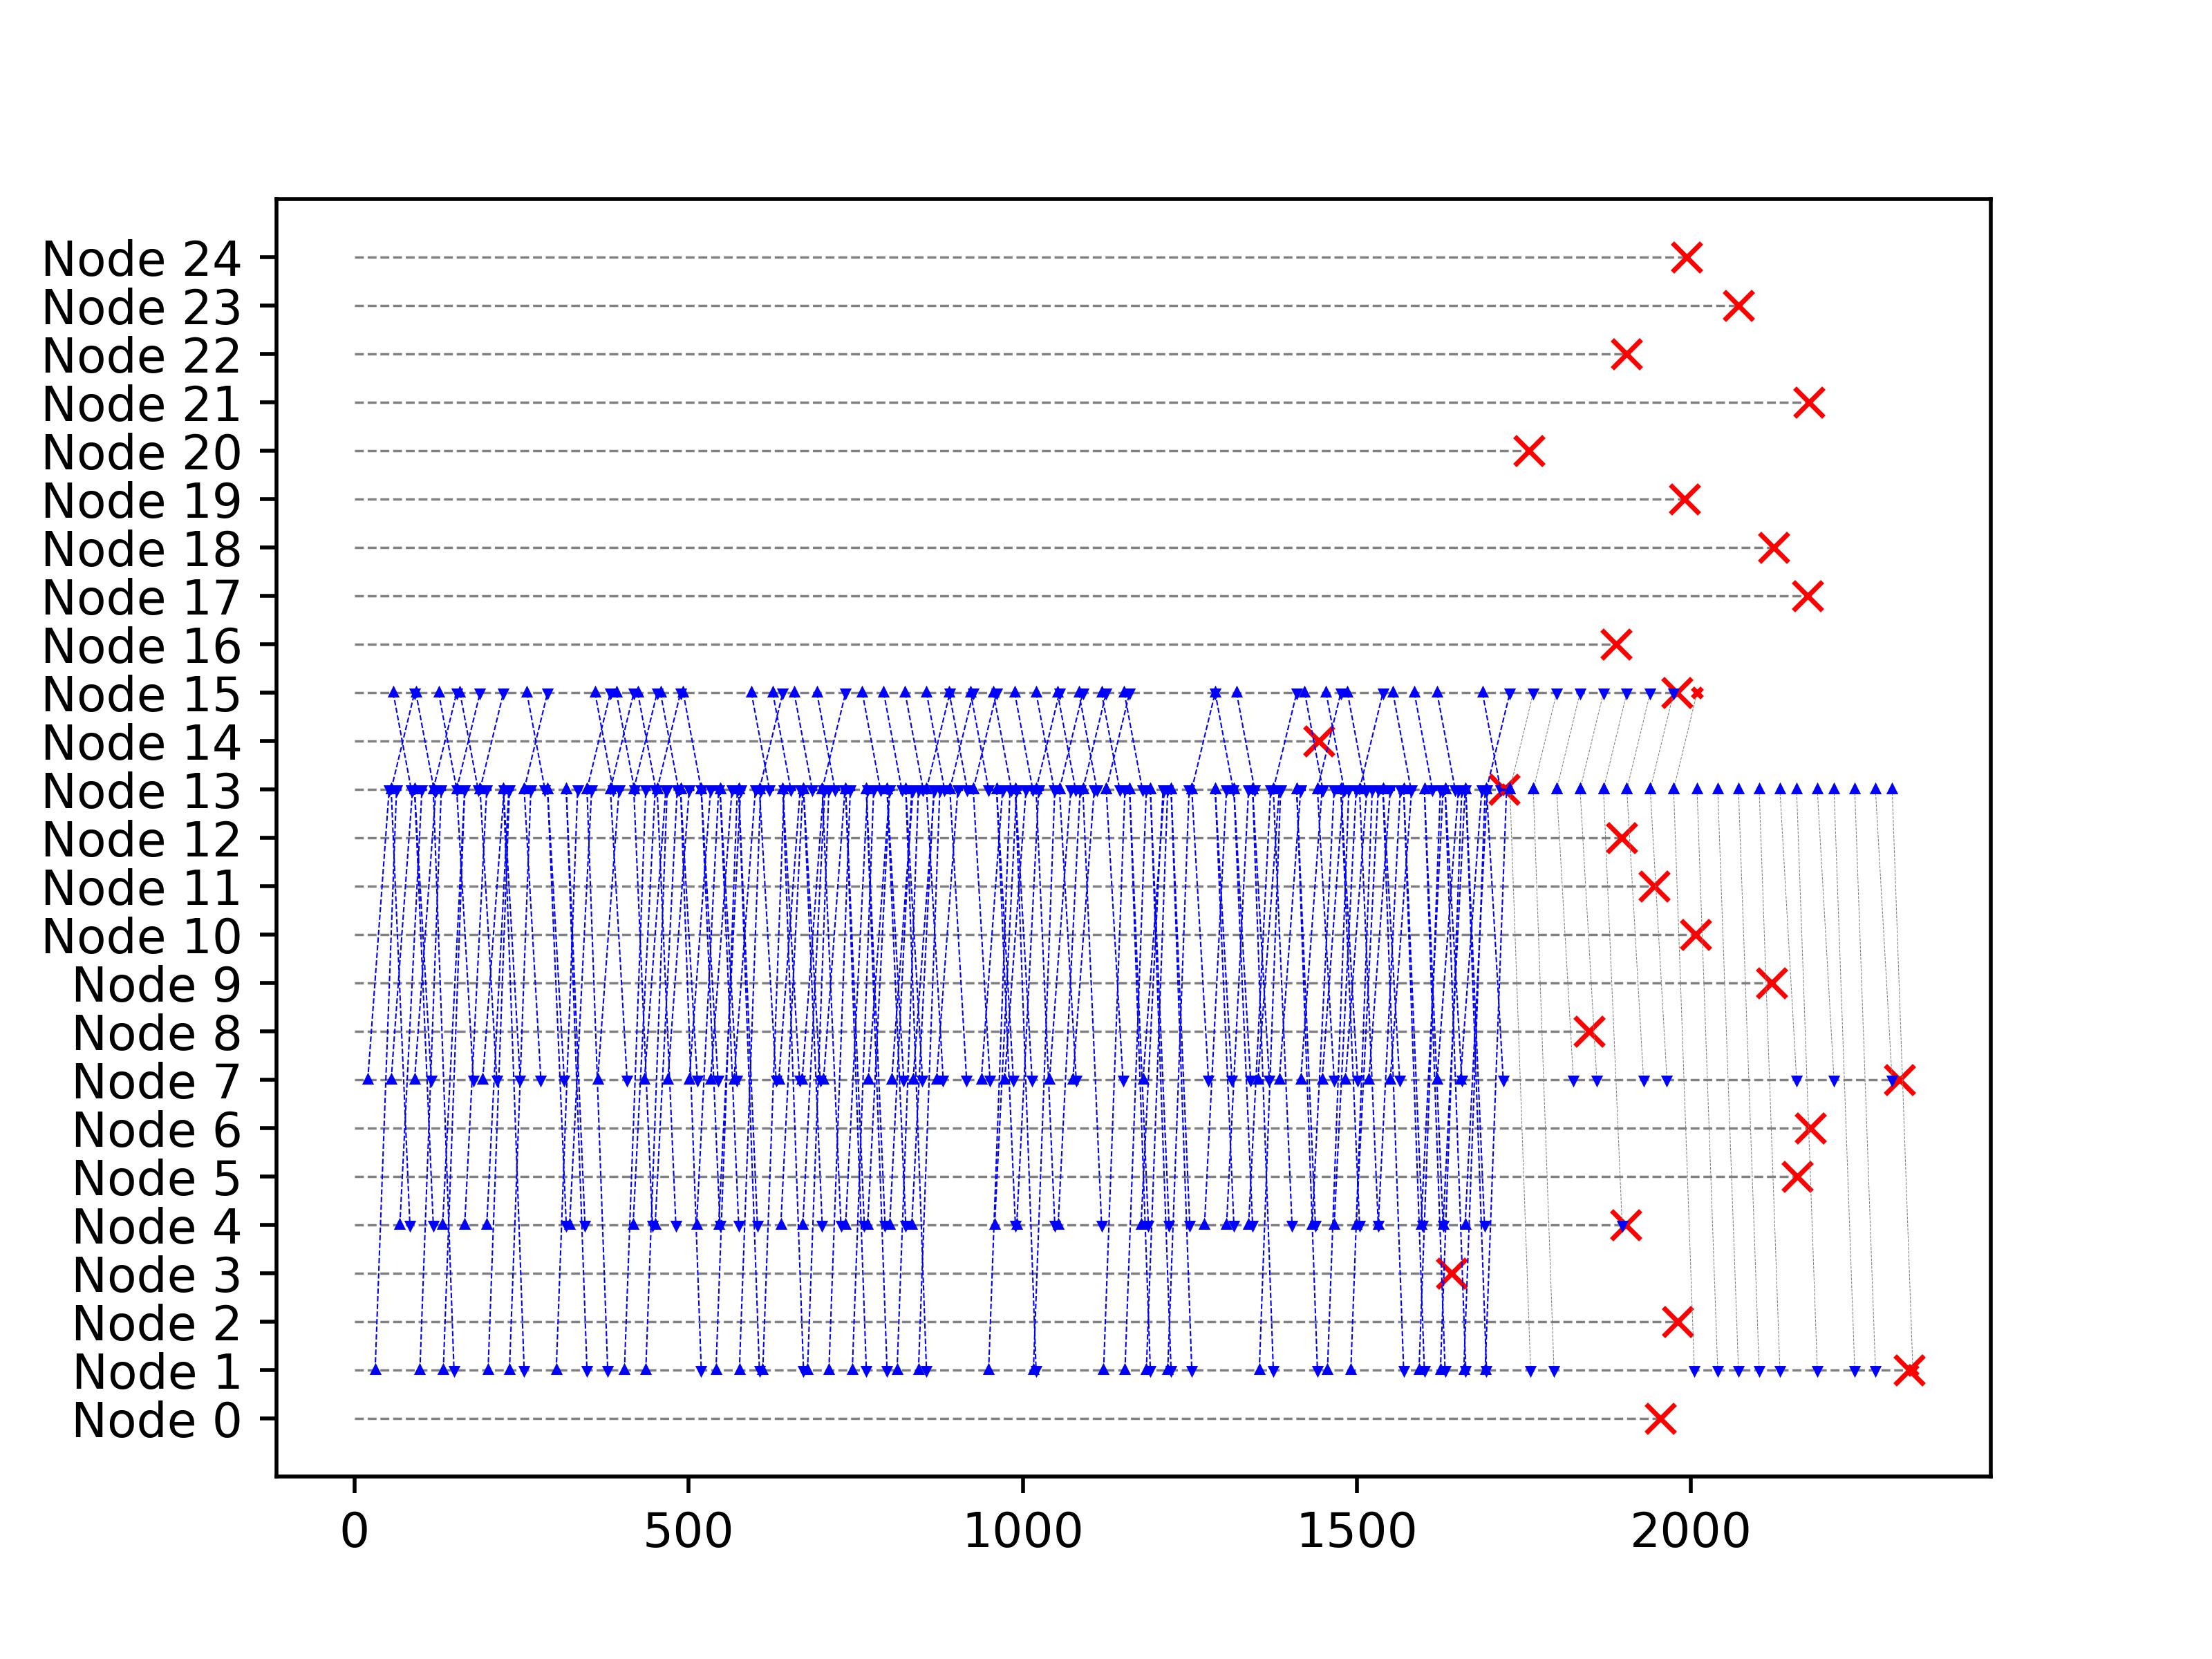 Node 24
Node 23
Node 22
Node 21
Node 20
Node 19
Node 18
Node 17
Node 16
Node 15
Node 14
Node 13
Node 12
Node 11
Node 10
Node 9
Node 8
Node 7
Node 6
Node 5
Node 4
Node 3
Node 2
Node 1
Node 0
0 500 1000 1500 2000